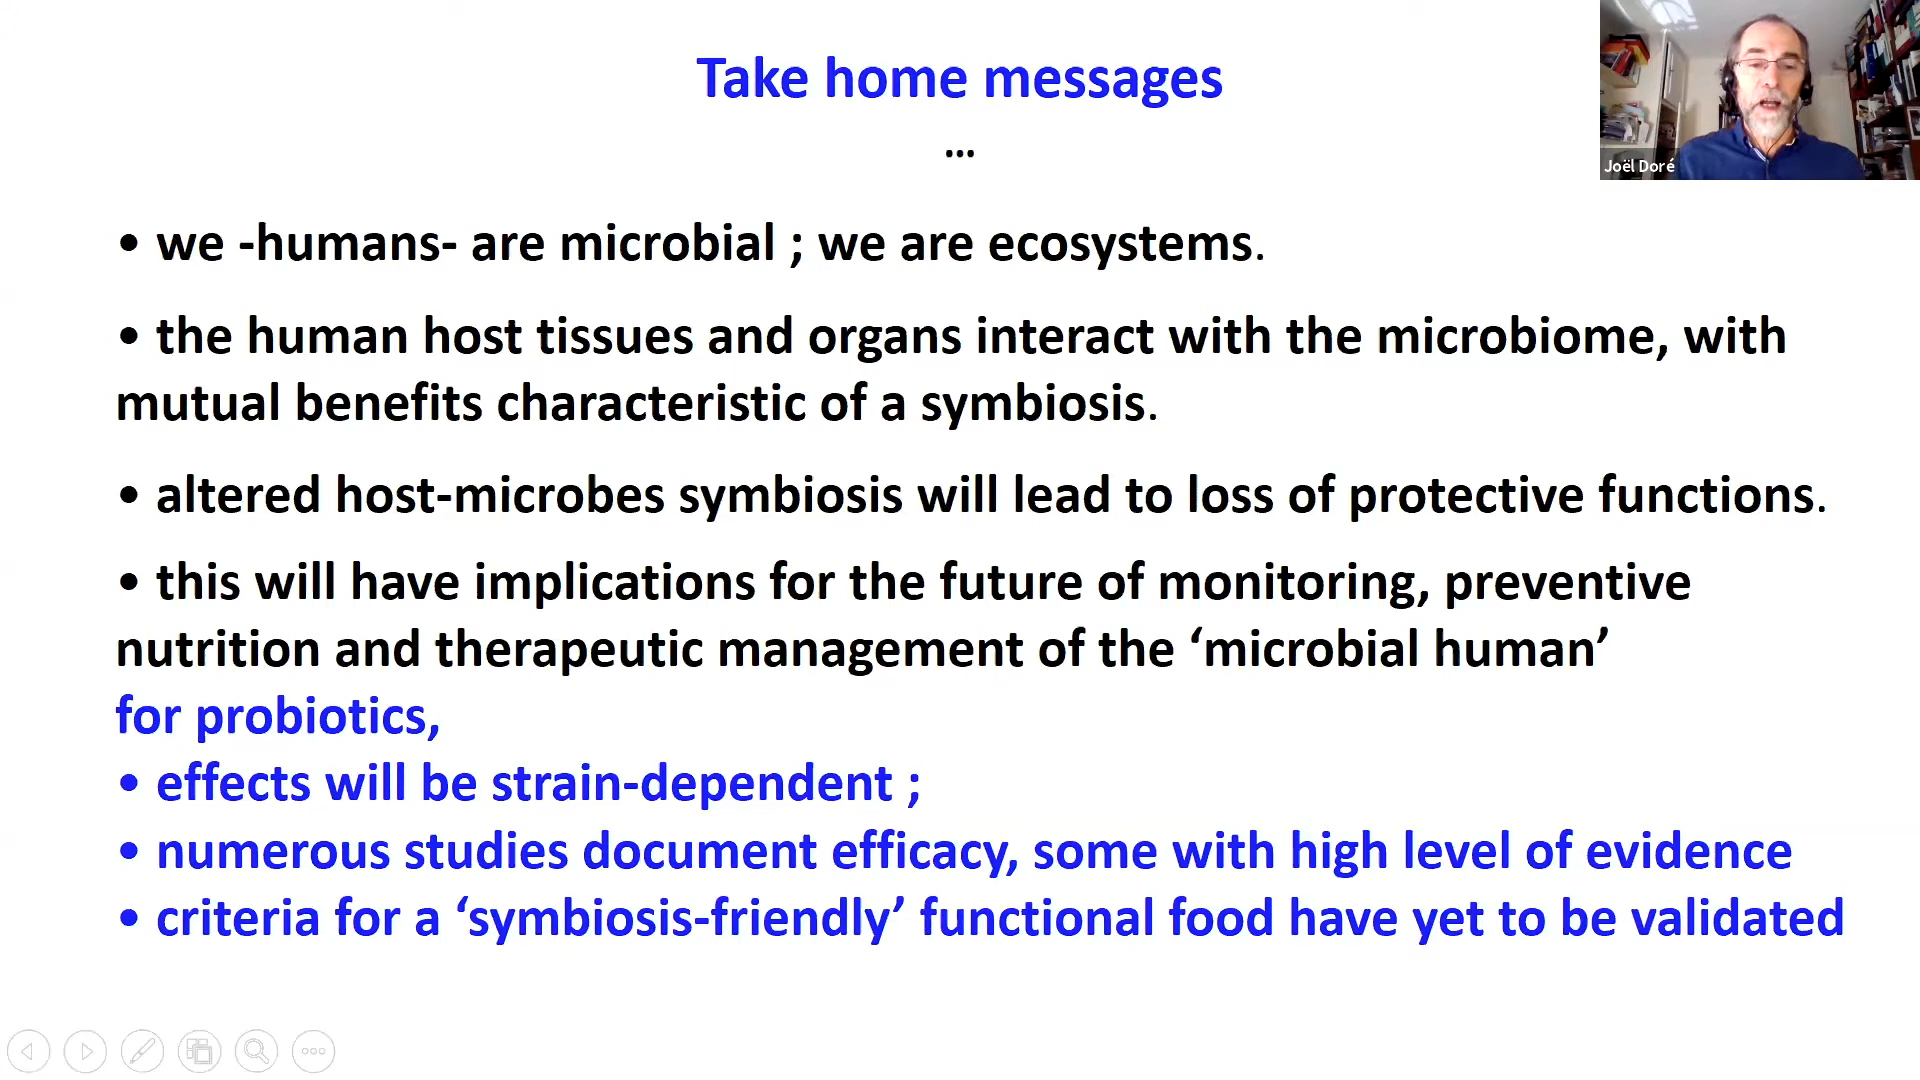 Take home messages
...
Joël Doré
• we -humans- are microbial ; we are ecosystems.
• the human host tissues and organs interact with the microbiome, with
mutual benefits characteristic of a symbiosis.
• altered host-microbes symbiosis will lead to loss of protective functions.
• this will have implications for the future of monitoring, preventive
nutrition and therapeutic management of the ‘microbial human’
for probiotics,
• effects will be strain-dependent ;
• numerous studies document efficacy, some with high level of evidence
• criteria for a ‘symbiosis-friendly’ functional food have yet to be validated